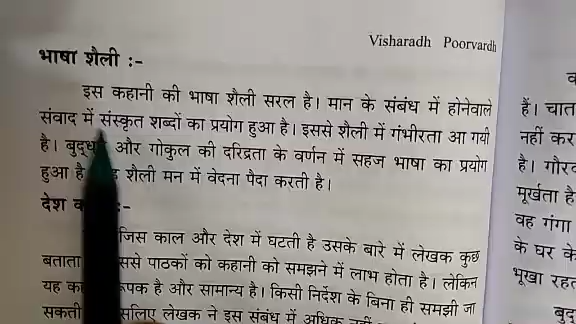 Visharadh Poorvardh
भाषा शैली :-
इस कहानी की भाषा शैली सरल है। मान के संबंध में होनेवाले
संवाद में संस्कृत शब्दों का प्रयोग हुआ है। इससे शैली में गंभीरता आ गयी
है। और गोकुल की दरिद्रता के वर्णन में सहज भाषा का प्रयोग
हुआ है शैली मन में वेदना पैदा करती है।
देश :-
जिस काल और देश में घटती है उसके बारे में लेखक कुछ
बताता पाठकों को कहानी को समझने में लाभ होता है। लेकिन
यह है और सामान्य है। किसी निर्देश के बिना ही समझी जा
सकती लेखक ने इस संबंध में अधिक
हैं। चात
नहीं कर
है। गौर
मूर्खता है
वह गंगा
के घर के
भूखा रहत